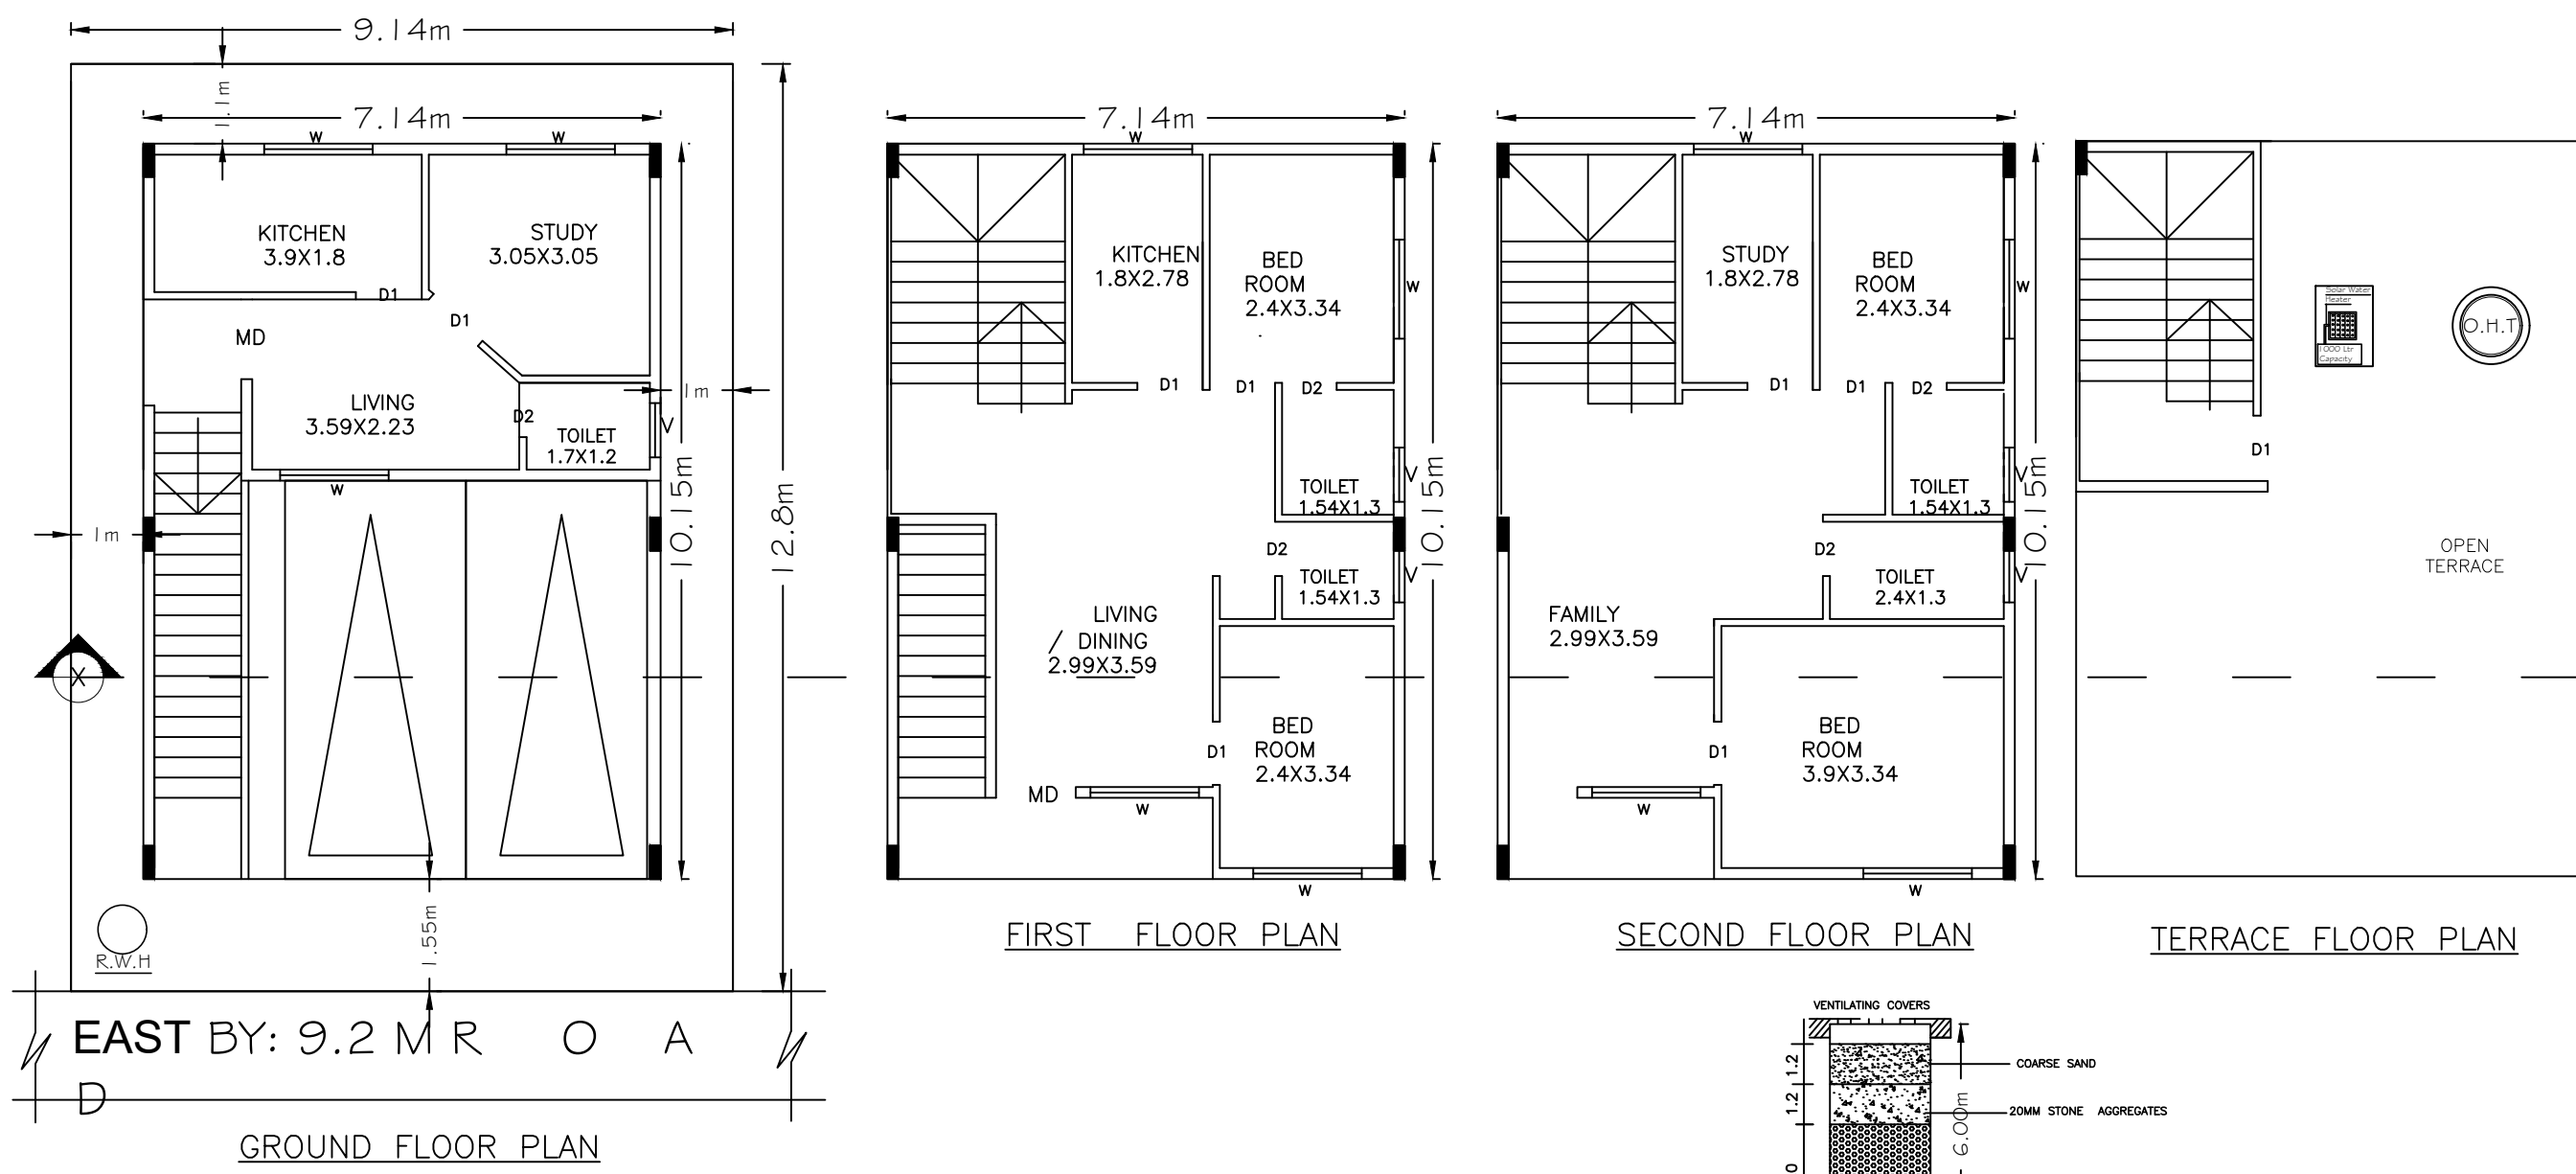 9.14m
1.1m
7.14m
W
W
KITCHEN
3.9X1.8
STUDY
3.05X3.05
D1
D1
MD
1m
LIVING
3.59X2.23
D2
V
TOILET
1.7X1.2
W
10.15m
12.8m
1m
X
1.55m
R.W.H
EAST BY: 9.2 M R O A
D
GROUND FLOOR PLAN
7.14m
W
KITCHEN
1.8X2.78
BED
ROOM
2.4X3.34
W
D1
D1
D2
TOILET
1.54X1.3
V
10.15m
D2
TOILET
1.54X1.3
V
LIVING
/ DINING
2.99X3.59
BED
ROOM
2.4X3.34
D1
MD
W
W
FIRST FLOOR PLAN
7.14m
W
STUDY
1.8X2.78
BED
ROOM
2.4X3.34
W
D1
D1
D2
TOILET
1.54X1.3
V
10.15m
D2
TOILET
2.4X1.3
V
FAMILY
2.99X3.59
BED
ROOM
3.9X3.34
D1
W
W
SECOND FLOOR PLAN
Solar Water
Heater
1000 Ltr
Capacity
O.H.T
D1
OPEN
TERRACE
TERRACE FLOOR PLAN
VENTILATING COVERS
1.2
COARSE SAND
1.2
20MM STONE AGGREGATES
6.00m